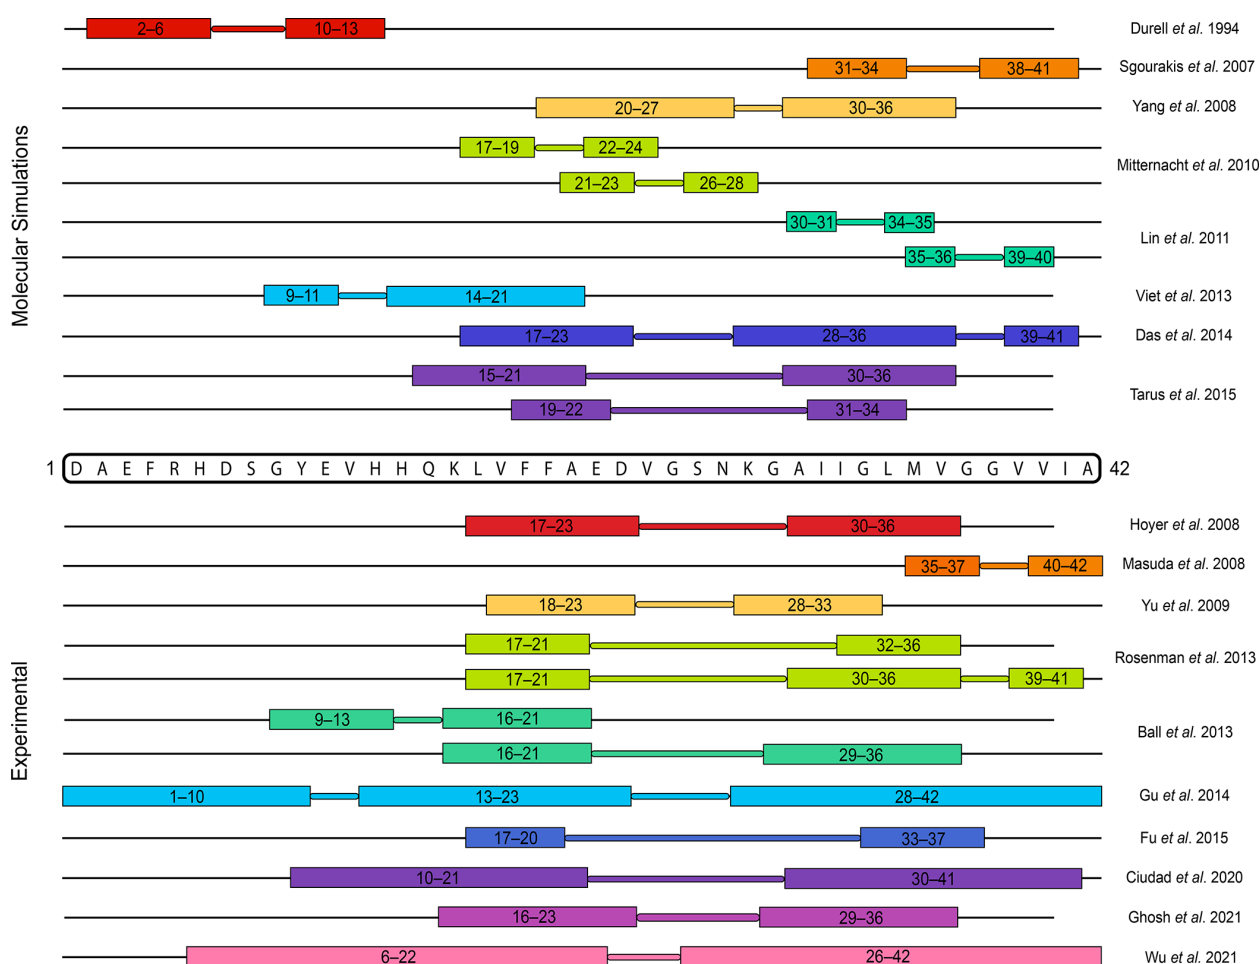 Molecular Simulations
2–6 10–13 Durell et al. 1994
31–34 38–41 Sgourakis et al. 2007
20–27 30–36 Yang et al. 2008
17–19 22–24
Mitternacht et al. 2010
21–23 26–28
30–31 34–35
Lin et al. 2011
35–36 39–40
9–11 14–21 Viet et al. 2013
17–23 28–36 39–41 Das et al. 2014
15–21 30–36
Tarus et al. 2015
19–22 31–34
1 D A E F R H D S G Y E V H H Q K L V F F A E D V G S N K G A I I G L M V G G V V I A 42
Experimental
17–23 30–36 Hoyer et al. 2008
35–37 40–42 Masuda et al. 2008
18–23 28–33 Yu et al. 2009
17–21 32–36
Rosenman et al. 2013
17–21 30–36 39–41
9–13 16–21
Ball et al. 2013
16–21 29–36
1–10 13–23 28–42 Gu et al. 2014
17–20 33–37 Fu et al. 2015
10–21 30–41 Ciudad et al. 2020
16–23 29–36 Ghosh et al. 2021
6–22 26–42 Wu et al. 2021